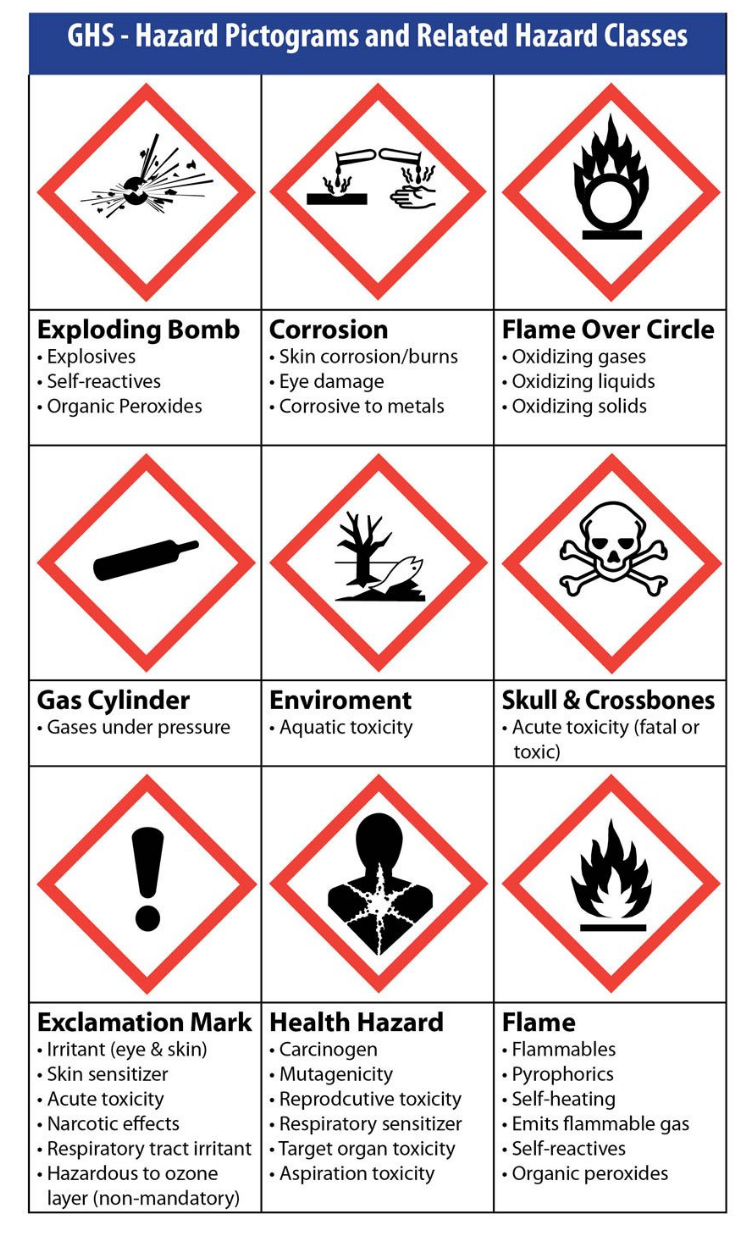 GHS - Hazard Pictograms and Related Hazard Classes
Exploding Bomb
• Explosives
• Self-reactives
• Organic Peroxides
Corrosion
• Skin corrosion/burns
• Eye damage
• Corrosive to metals
Flame Over Circle
• Oxidizing gases
• Oxidizing liquids
• Oxidizing solids
Gas Cylinder
• Gases under pressure
Enviroment
• Aquatic toxicity
Skull & Crossbones
• Acute toxicity (fatal or
toxic)
Exclamation Mark
• Irritant (eye & skin)
• Skin sensitizer
• Acute toxicity
• Narcotic effects
• Respiratory tract irritant
• Hazardous to ozone
layer (non-mandatory)
Health Hazard
• Carcinogen
• Mutagenicity
• Reprodcutive toxicity
• Respiratory sensitizer
• Target organ toxicity
• Aspiration toxicity
Flame
• Flammables
• Pyrophorics
• Self-heating
• Emits flammable gas
• Self-reactives
• Organic peroxides